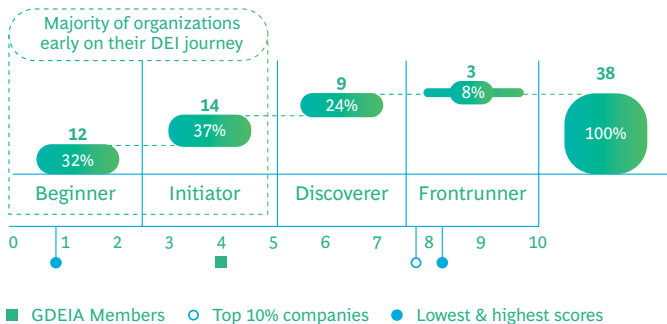 Majority of organizations
early on their DEI journey
12
32%
14
37%
9
24%
3
8%
38
100%
Beginner Initiator Discoverer Frontrunner
0 1 2 3 4 5 6 7 8 9 10
GDEIA Members Top 10% companies Lowest & highest scores